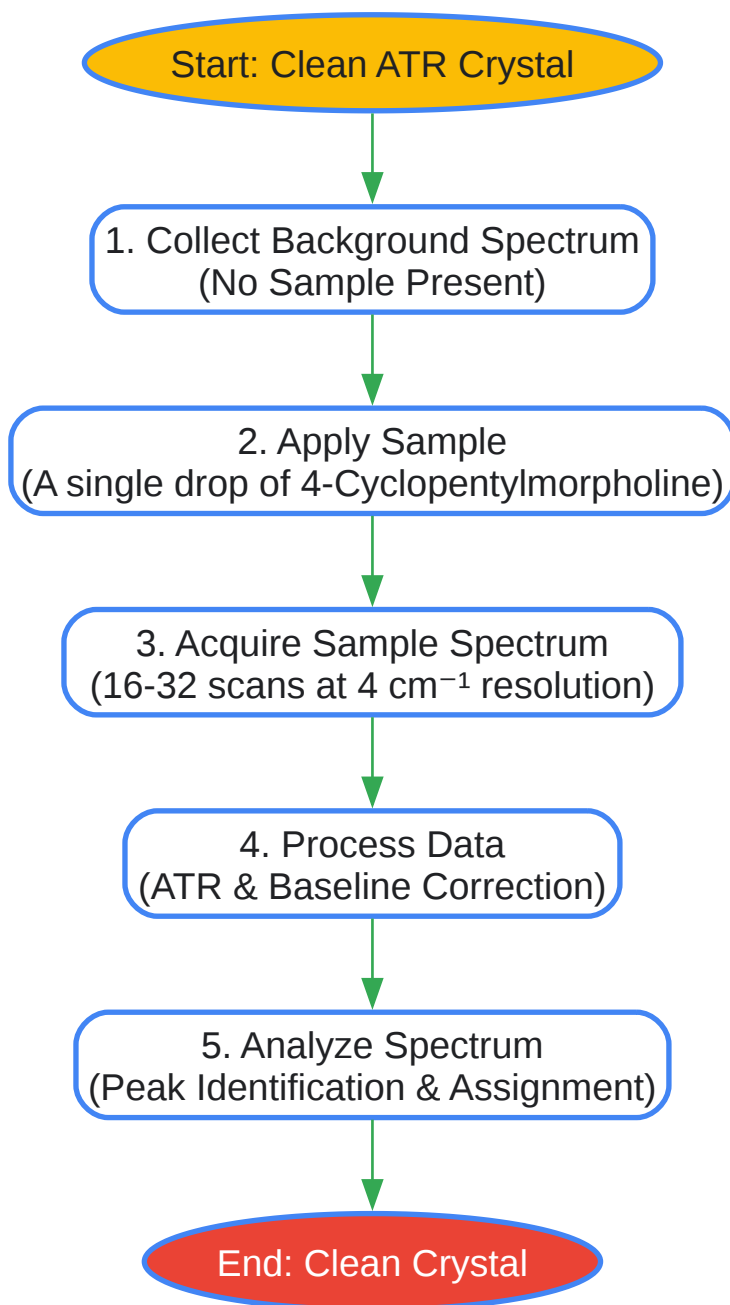 Start: Clean ATR Crystal
1. Collect Background Spectrum
(No Sample Present)
2. Apply Sample
(A single drop of 4-Cyclopentylmorpholine)
3. Acquire Sample Spectrum
(16-32 scans at 4 cm⁻¹ resolution)
4. Process Data
(ATR & Baseline Correction)
5. Analyze Spectrum
(Peak Identification & Assignment)
End: Clean Crystal